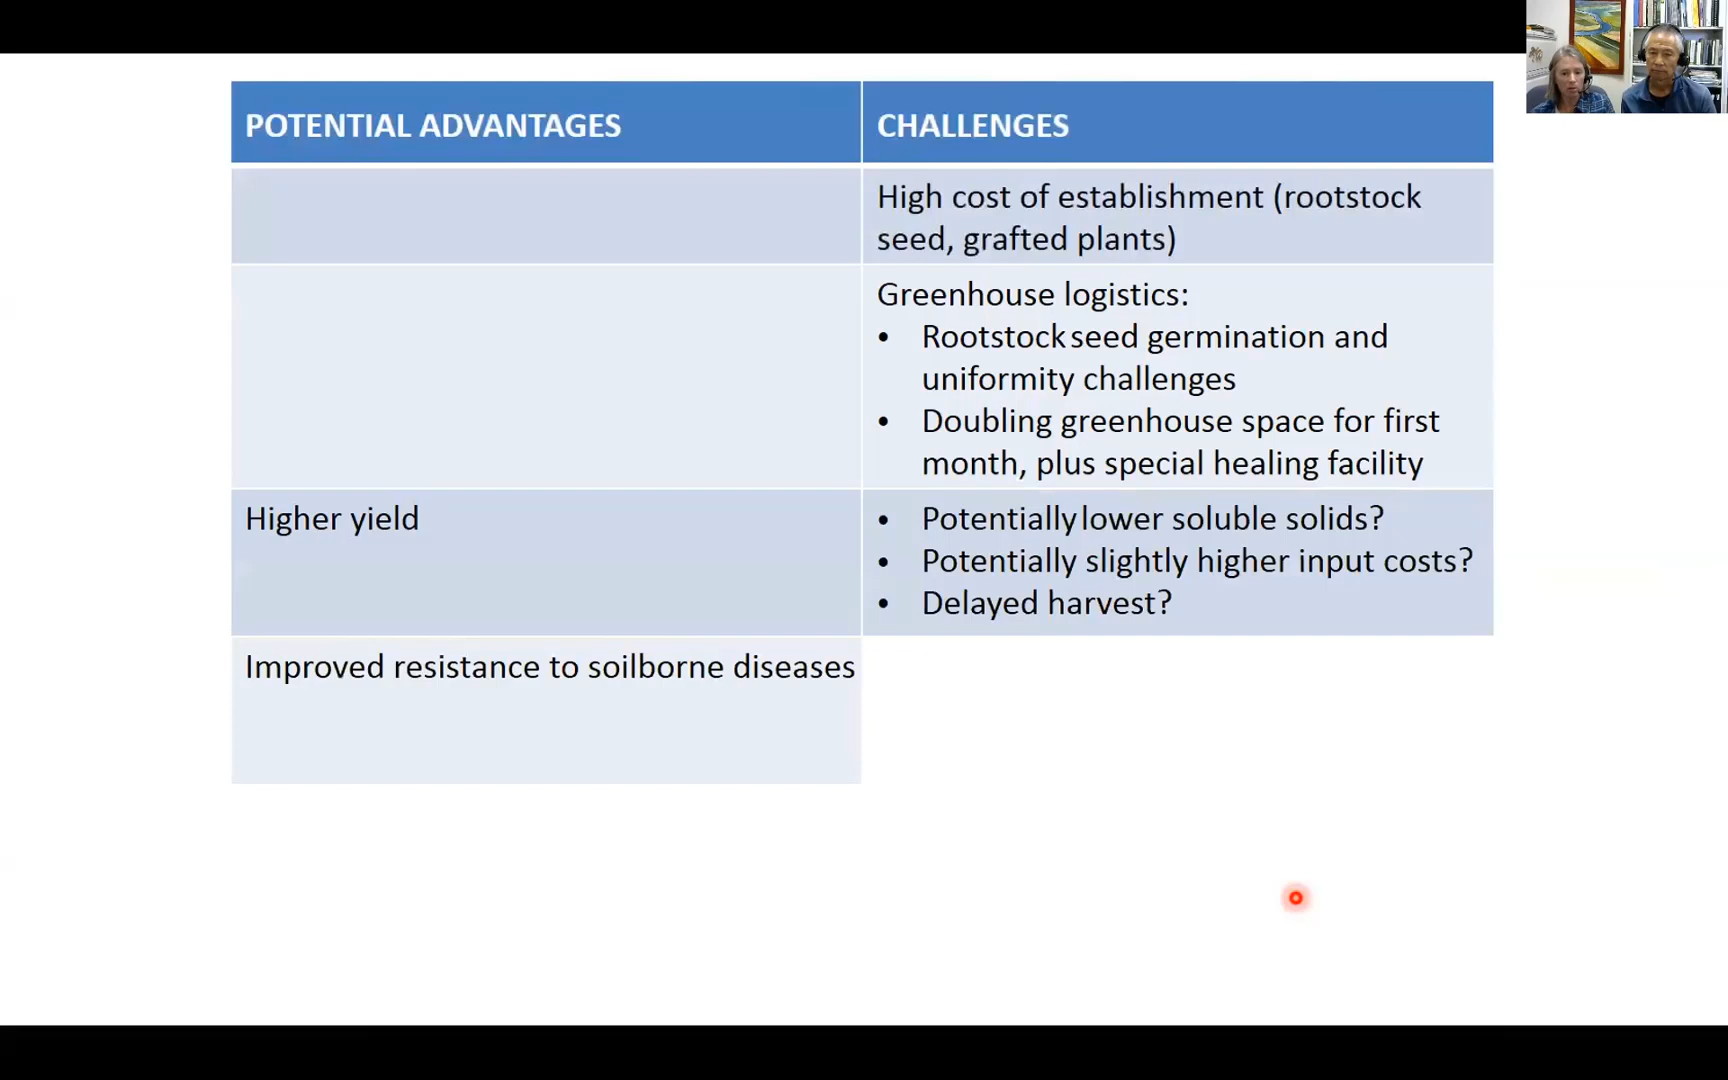 POTENTIAL ADVANTAGES
CHALLENGES
High cost of establishment (rootstock
seed, grafted plants)
Greenhouse logistics:
• Rootstock seed germination and
uniformity challenges
• Doubling greenhouse space for first
month, plus special healing facility
Higher yield
• Potentially lower soluble solids?
• Potentially slightly higher input costs?
• Delayed harvest?
Improved resistance to soilborne diseases